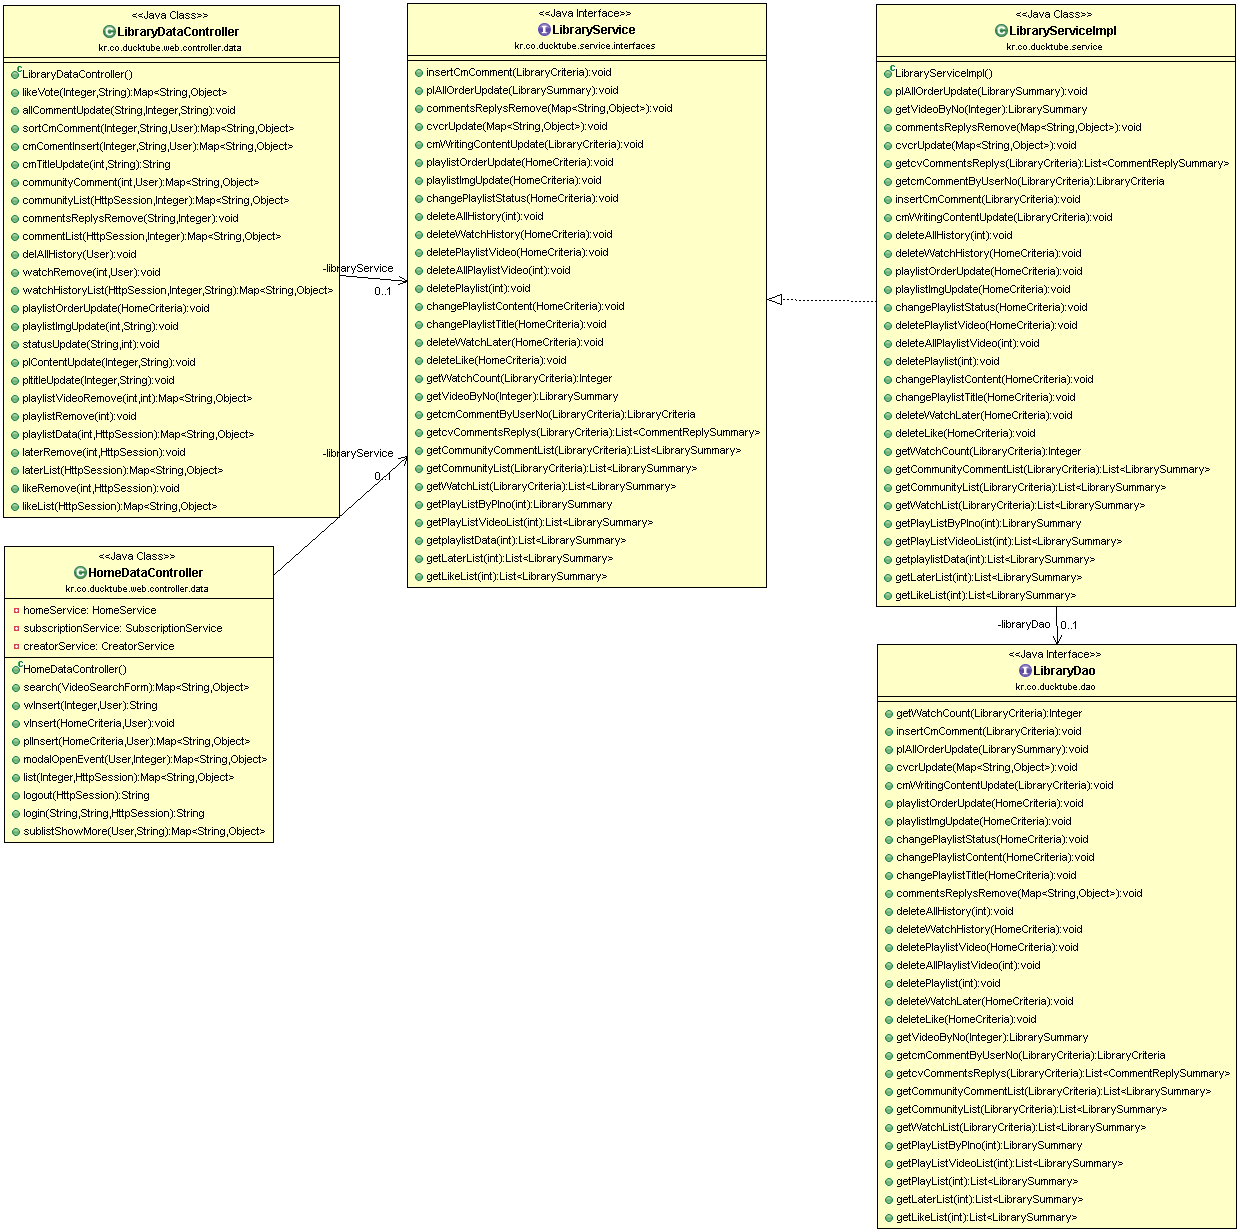 <<Java Class>>
LibraryDataController
kr.co.ducktube.web.controller.data
LibraryDataController()
likeVote(Integer,String):Map<String,Object>
allCommentUpdate(String,Integer,String):void
sortCmComment(Integer,String,User):Map<String,Object>
cmComentInsert(Integer,String,User):Map<String,Object>
cmTitleUpdate(int,String):String
communityComment(int,User):Map<String,Object>
communityList(HttpSession,Integer):Map<String,Object>
commentsReplysRemove(String,Integer):void
commentList(HttpSession,Integer):Map<String,Object>
delAllHistory(User):void
watchRemove(int,User):void
watchHistoryList(HttpSession,Integer,String):Map<String,Object>
playlistOrderUpdate(HomeCriteria):void
playlistImgUpdate(int,String):void
statusUpdate(String,int):void
plContentUpdate(Integer,String):void
pltitleUpdate(Integer,String):void
playlistVideoRemove(int,int):Map<String,Object>
playlistRemove(int):void
playlistData(int,HttpSession):Map<String,Object>
laterRemove(int,HttpSession):void
laterList(HttpSession):Map<String,Object>
likeRemove(int,HttpSession):void
likeList(HttpSession):Map<String,Object>
-libraryService
0..1
-libraryService
0..1
<<Java Class>>
HomeDataController
kr.co.ducktube.web.controller.data
homeService: HomeService
subscriptionService: SubscriptionService
creatorService: CreatorService
HomeDataController()
search(VideoSearchForm):Map<String,Object>
wInsert(Integer,User):String
vInsert(HomeCriteria,User):void
plInsert(HomeCriteria,User):Map<String,Object>
modalOpenEvent(User,Integer):Map<String,Object>
list(Integer,HttpSession):Map<String,Object>
logout(HttpSession):String
login(String,String,HttpSession):String
sublistShowMore(User,String):Map<String,Object>
<<Java Interface>>
LibraryService
kr.co.ducktube.service.interfaces
insertCmComment(LibraryCriteria):void
plAllOrderUpdate(LibrarySummary):void
commentsReplysRemove(Map<String,Object>):void
cvcrUpdate(Map<String,Object>):void
cmWritingContentUpdate(LibraryCriteria):void
playlistOrderUpdate(HomeCriteria):void
playlistImgUpdate(HomeCriteria):void
changePlaylistStatus(HomeCriteria):void
deleteAllHistory(int):void
deleteWatchHistory(HomeCriteria):void
deletePlaylistVideo(HomeCriteria):void
deleteAllPlaylistVideo(int):void
deletePlaylist(int):void
changePlaylistContent(HomeCriteria):void
changePlaylistTitle(HomeCriteria):void
deleteWatchLater(HomeCriteria):void
deleteLike(HomeCriteria):void
getWatchCount(LibraryCriteria):Integer
getVideoByNo(Integer):LibrarySummary
getcmCommentByUserNo(LibraryCriteria):LibraryCriteria
getcvCommentsReplys(LibraryCriteria):List<CommentReplySummary>
getCommunityCommentList(LibraryCriteria):List<LibrarySummary>
getCommunityList(LibraryCriteria):List<LibrarySummary>
getWatchList(LibraryCriteria):List<LibrarySummary>
getPlayListByPlno(int):LibrarySummary
getPlayListVideoList(int):List<LibrarySummary>
getplaylistData(int):List<LibrarySummary>
getLaterList(int):List<LibrarySummary>
getLikeList(int):List<LibrarySummary>
<<Java Class>>
LibraryServiceImpl
kr.co.ducktube.service
LibraryServiceImpl()
plAllOrderUpdate(LibrarySummary):void
getVideoByNo(Integer):LibrarySummary
commentsReplysRemove(Map<String,Object>):void
cvcrUpdate(Map<String,Object>):void
getcvCommentsReplys(LibraryCriteria):List<CommentReplySummary>
getcmCommentByUserNo(LibraryCriteria):LibraryCriteria
insertCmComment(LibraryCriteria):void
cmWritingContentUpdate(LibraryCriteria):void
deleteAllHistory(int):void
deleteWatchHistory(HomeCriteria):void
playlistOrderUpdate(HomeCriteria):void
playlistImgUpdate(HomeCriteria):void
changePlaylistStatus(HomeCriteria):void
deletePlaylistVideo(HomeCriteria):void
deleteAllPlaylistVideo(int):void
deletePlaylist(int):void
changePlaylistContent(HomeCriteria):void
changePlaylistTitle(HomeCriteria):void
deleteWatchLater(HomeCriteria):void
deleteLike(HomeCriteria):void
getWatchCount(LibraryCriteria):Integer
getCommunityCommentList(LibraryCriteria):List<LibrarySummary>
getCommunityList(LibraryCriteria):List<LibrarySummary>
getWatchList(LibraryCriteria):List<LibrarySummary>
getPlayListByPlno(int):LibrarySummary
getPlayListVideoList(int):List<LibrarySummary>
getplaylistData(int):List<LibrarySummary>
getLaterList(int):List<LibrarySummary>
getLikeList(int):List<LibrarySummary>
-libraryDao 0..1
<<Java Interface>>
LibraryDao
kr.co.ducktube.dao
getWatchCount(LibraryCriteria):Integer
insertCmComment(LibraryCriteria):void
plAllOrderUpdate(LibrarySummary):void
cvcrUpdate(Map<String,Object>):void
cmWritingContentUpdate(LibraryCriteria):void
playlistOrderUpdate(HomeCriteria):void
playlistImgUpdate(HomeCriteria):void
changePlaylistStatus(HomeCriteria):void
changePlaylistContent(HomeCriteria):void
changePlaylistTitle(HomeCriteria):void
commentsReplysRemove(Map<String,Object>):void
deleteAllHistory(int):void
deleteWatchHistory(HomeCriteria):void
deletePlaylistVideo(HomeCriteria):void
deleteAllPlaylistVideo(int):void
deletePlaylist(int):void
deleteWatchLater(HomeCriteria):void
deleteLike(HomeCriteria):void
getVideoByNo(Integer):LibrarySummary
getcmCommentByUserNo(LibraryCriteria):LibraryCriteria
getcvCommentsReplys(LibraryCriteria):List<CommentReplySummary>
getCommunityCommentList(LibraryCriteria):List<LibrarySummary>
getCommunityList(LibraryCriteria):List<LibrarySummary>
getWatchList(LibraryCriteria):List<LibrarySummary>
getPlayListByPlno(int):LibrarySummary
getPlayListVideoList(int):List<LibrarySummary>
getPlayList(int):List<LibrarySummary>
getLaterList(int):List<LibrarySummary>
getLikeList(int):List<LibrarySummary>